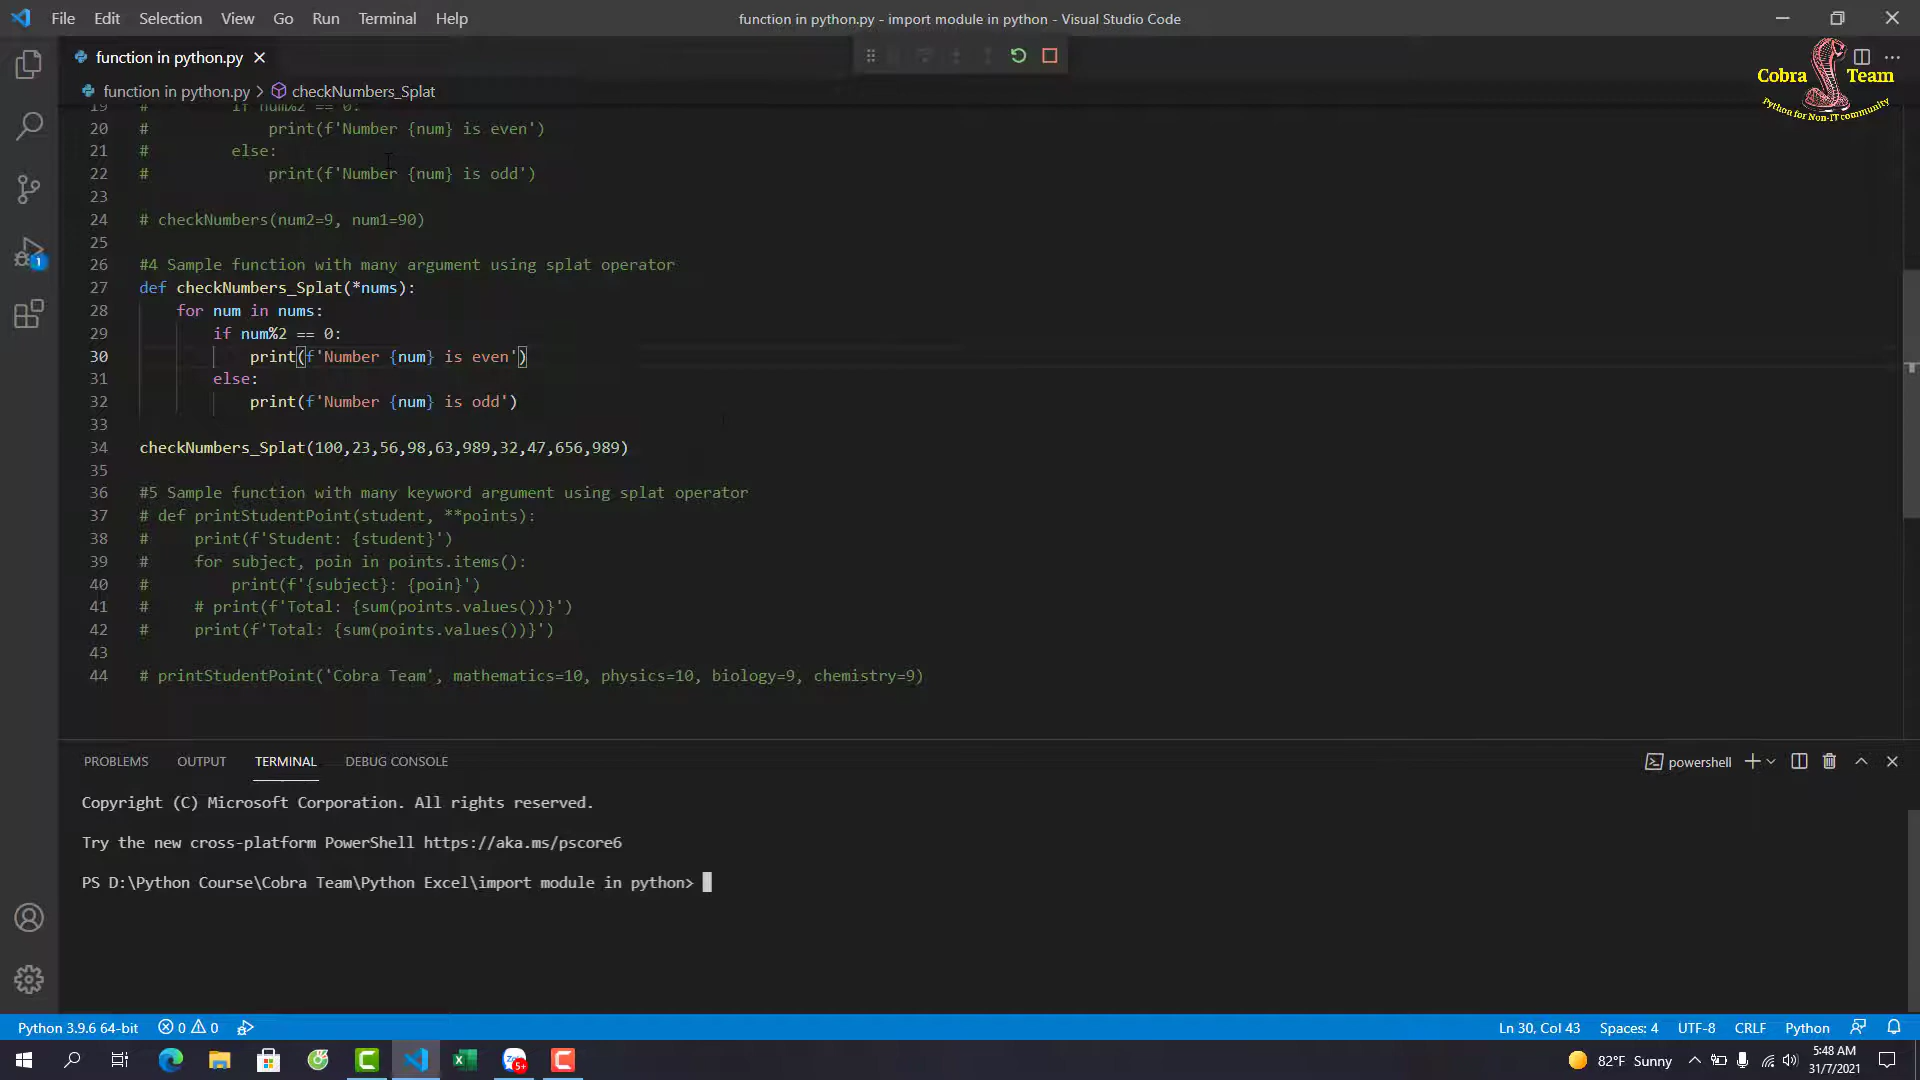 File Edit Selection View Go Run Terminal Help
function in python.py - import module in python - Visual Studio Code
function in python.py
Cobra Team
Python for Non-IT community
function in python.py > checkNumbers_Splat
19 # if num%2 == 0:
20 # print(f'Number {num} is even')
21 # else:
22 # print(f'Number {num} is odd')
23
24 # checkNumbers(num2=9, num1=90)
25
26 #4 Sample function with many argument using splat operator
27 def checkNumbers_Splat(*nums):
28 for num in nums:
29 if num%2 == 0:
30 print(f'Number {num} is even')
31 else:
32 print(f'Number {num} is odd')
33
34 checkNumbers_Splat(100,23,56,98,63,989,32,47,656,989)
35
36 #5 Sample function with many keyword argument using splat operator
37 # def printStudentPoint(student, **points):
38 # print(f'Student: {student}')
39 # for subject, poin in points.items():
40 # print(f'{subject}: {poin}')
41 # # print(f'Total: {sum(points.values())}')
42 # print(f'Total: {sum(points.values())}')
43
44 # printStudentPoint('Cobra Team', mathematics=10, physics=10, biology=9, chemistry=9)
1
PROBLEMS OUTPUT TERMINAL DEBUG CONSOLE
powershell
Copyright (C) Microsoft Corporation. All rights reserved.
Try the new cross-platform PowerShell https://aka.ms/pscore6
PS D:\Python Course\Cobra Team\Python Excel\import module in python>
Python 3.9.6 64-bit 0 0
Ln 30, Col 43 Spaces: 4 UTF-8 CRLF Python
5+
82°F Sunny
5:48 AM
31/7/2021